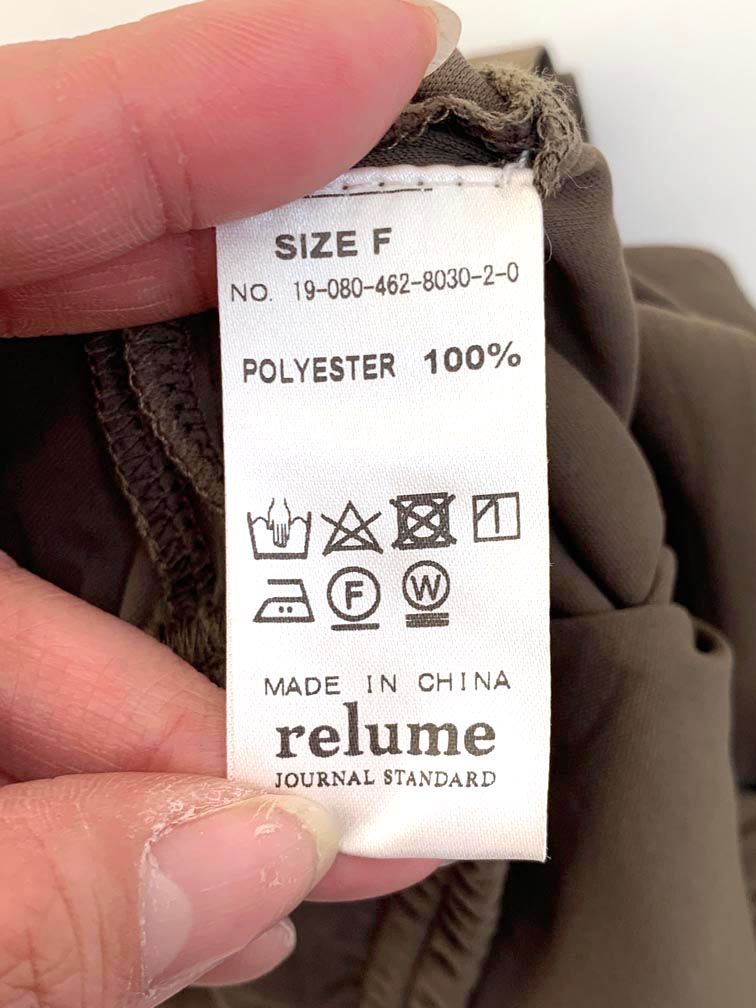 SIZE F
NO. 19-080-462-8030-2-0
POLYESTER 100%
F W
MADE IN CHINA
relume
JOURNAL STANDARD